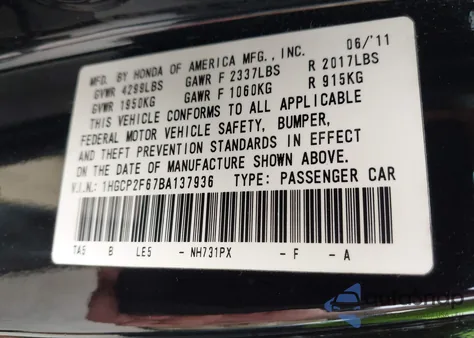 MFD. BY HONDA OF AMERICA MFG., INC. 06/'11
GVWR 4299LBS GAWR F 2337LBS R 2017LBS
GVWR 1950KG GAWR F 1060KG R 915KG
THIS VEHICLE CONFORMS TO ALL APPLICABLE
FEDERAL MOTOR VEHICLE SAFETY, BUMPER,
AND THEFT PREVENTION STANDARDS IN EFFECT
ON THE DATE OF MANUFACTURE SHOWN ABOVE.
V.I.N.: 1HGCP2F67BA137936 TYPE: PASSENGER CAR
TA5 B LE5 -NH731PX -F -A
autosnap